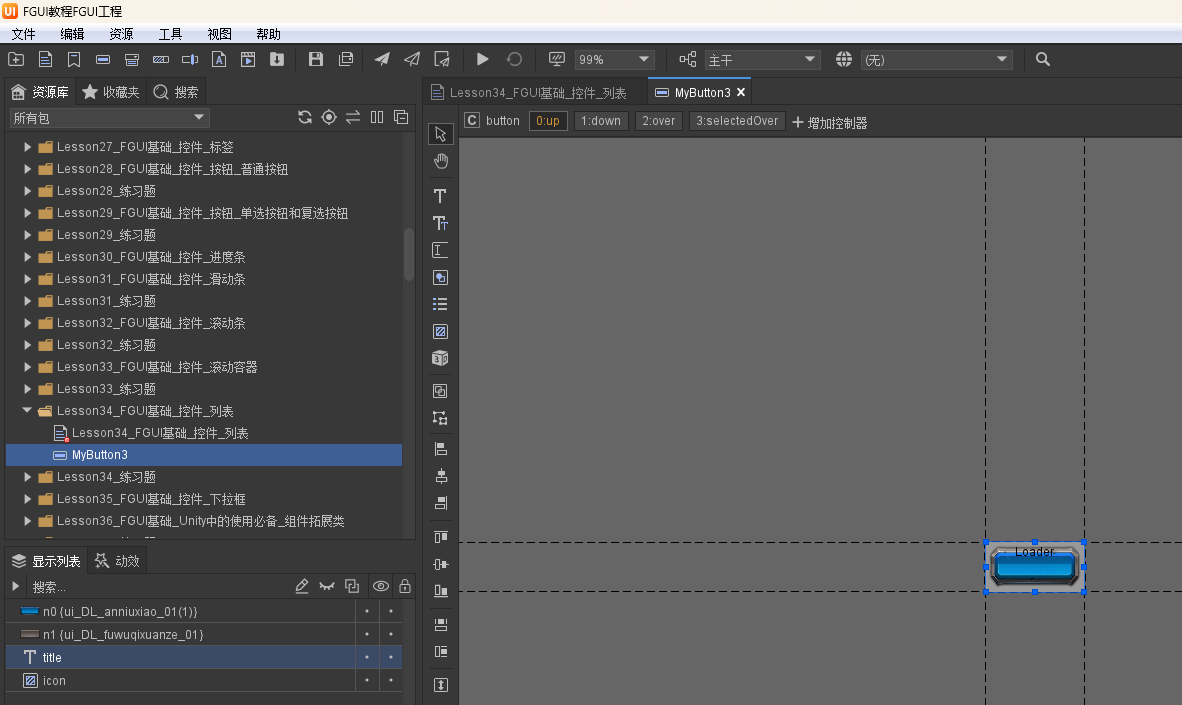 UI FGUI教程FGUI工程
文件 编辑 资源 工具 视图 帮助
99% 主干 (无)
资源库 收藏夹 搜索
所有包
Lesson27_FGUI基础_控件_标签
Lesson28_FGUI基础_控件_按钮_普通按钮
Lesson28_练习题
Lesson29_FGUI基础_控件_按钮_单选按钮和复选按钮
Lesson29_练习题
Lesson30_FGUI基础_控件_进度条
Lesson31_FGUI基础_控件_滑动条
Lesson31_练习题
Lesson32_FGUI基础_控件_滚动条
Lesson32_练习题
Lesson33_FGUI基础_控件_滚动容器
Lesson33_练习题
Lesson34_FGUI基础_控件_列表
Lesson34_FGUI基础_控件_列表
MyButton3
Lesson34_练习题
Lesson35_FGUI基础_控件_下拉框
Lesson36_FGUI基础_Unity中的使用必备_组件拓展类
显示列表 动效
搜索...
n0 {ui_DL_anniuxiao_01(1)}
n1 {ui_DL_fuwuqixuanze_01}
title
icon
Lesson34_FGUI基础_控件_列表 MyButton3
C button 0:up 1:down 2:over 3:selectedOver 增加控制器
Loader